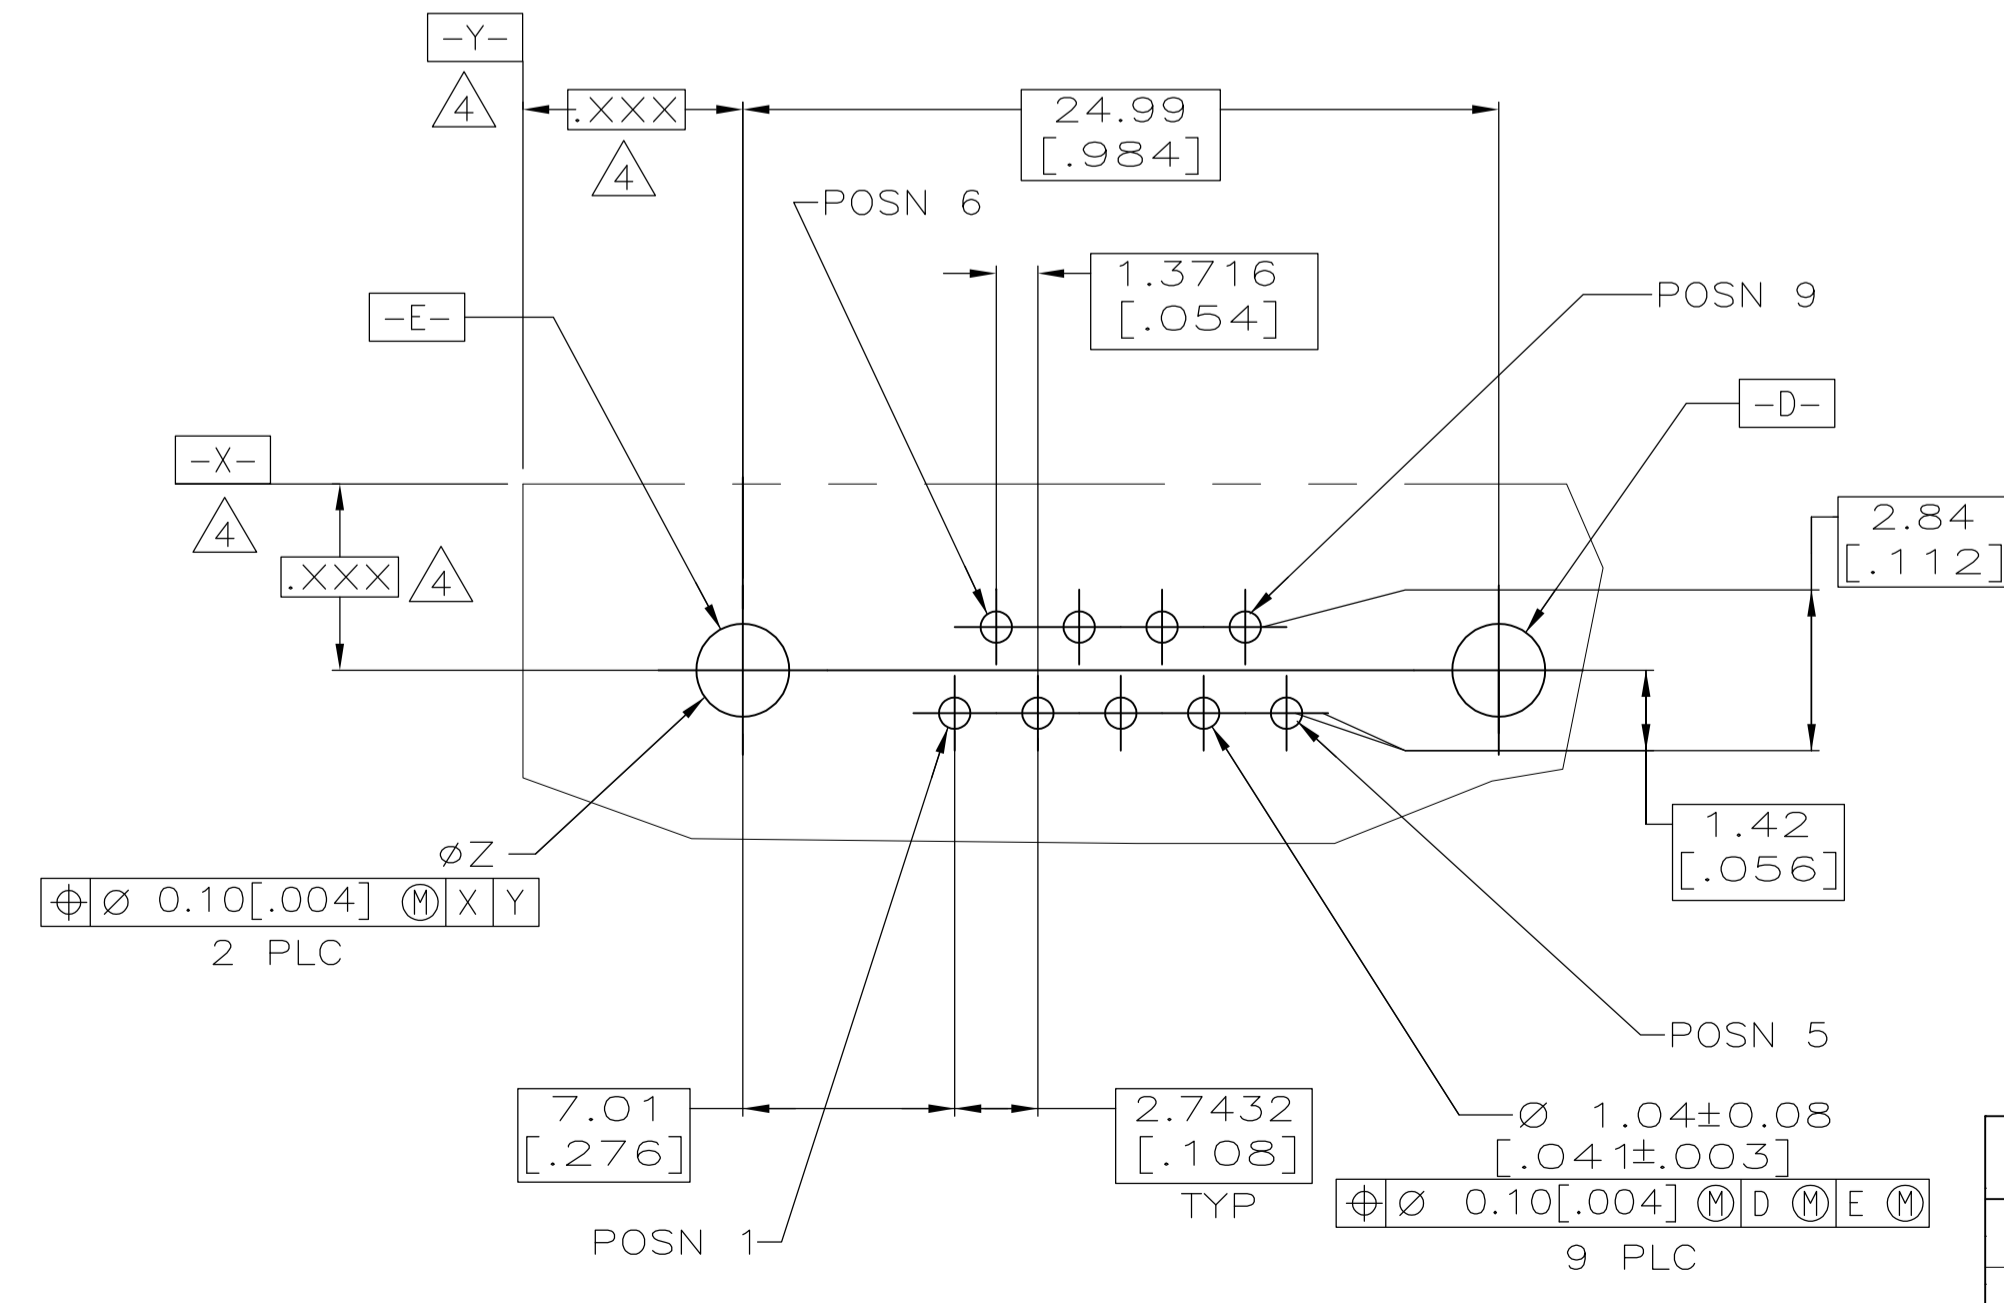 -Y-
4
.XXX
4
24.99
[.984]
POSN 6
1.3716
[.054]
POSN 9
-E-
-D-
-X-
4
.XXX
4
2.84
[.112]
1.42
[.056]
øZ
⌖ Ø 0.10[.004] Ⓜ X Y
2 PLC
POSN 5
7.01
[.276]
2.7432
[.108]
TYP
Ø 1.04±0.08
[.041±.003]
⌖ Ø 0.10[.004] Ⓜ D Ⓜ E Ⓜ
9 PLC
POSN 1